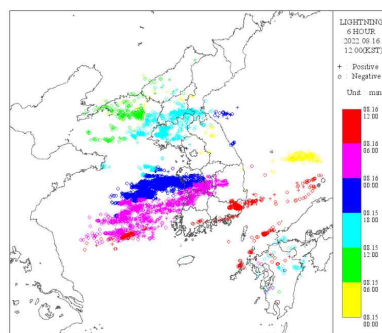 LIGHTNING
6 HOUR
2022.08.16
12:00(KST)
+ Positive
o Negative
Unit : min
08.16
12:00
08.16
06:00
08.16
00:00
08.15
18:00
08.15
12:00
08.15
06:00
08.15
00:00